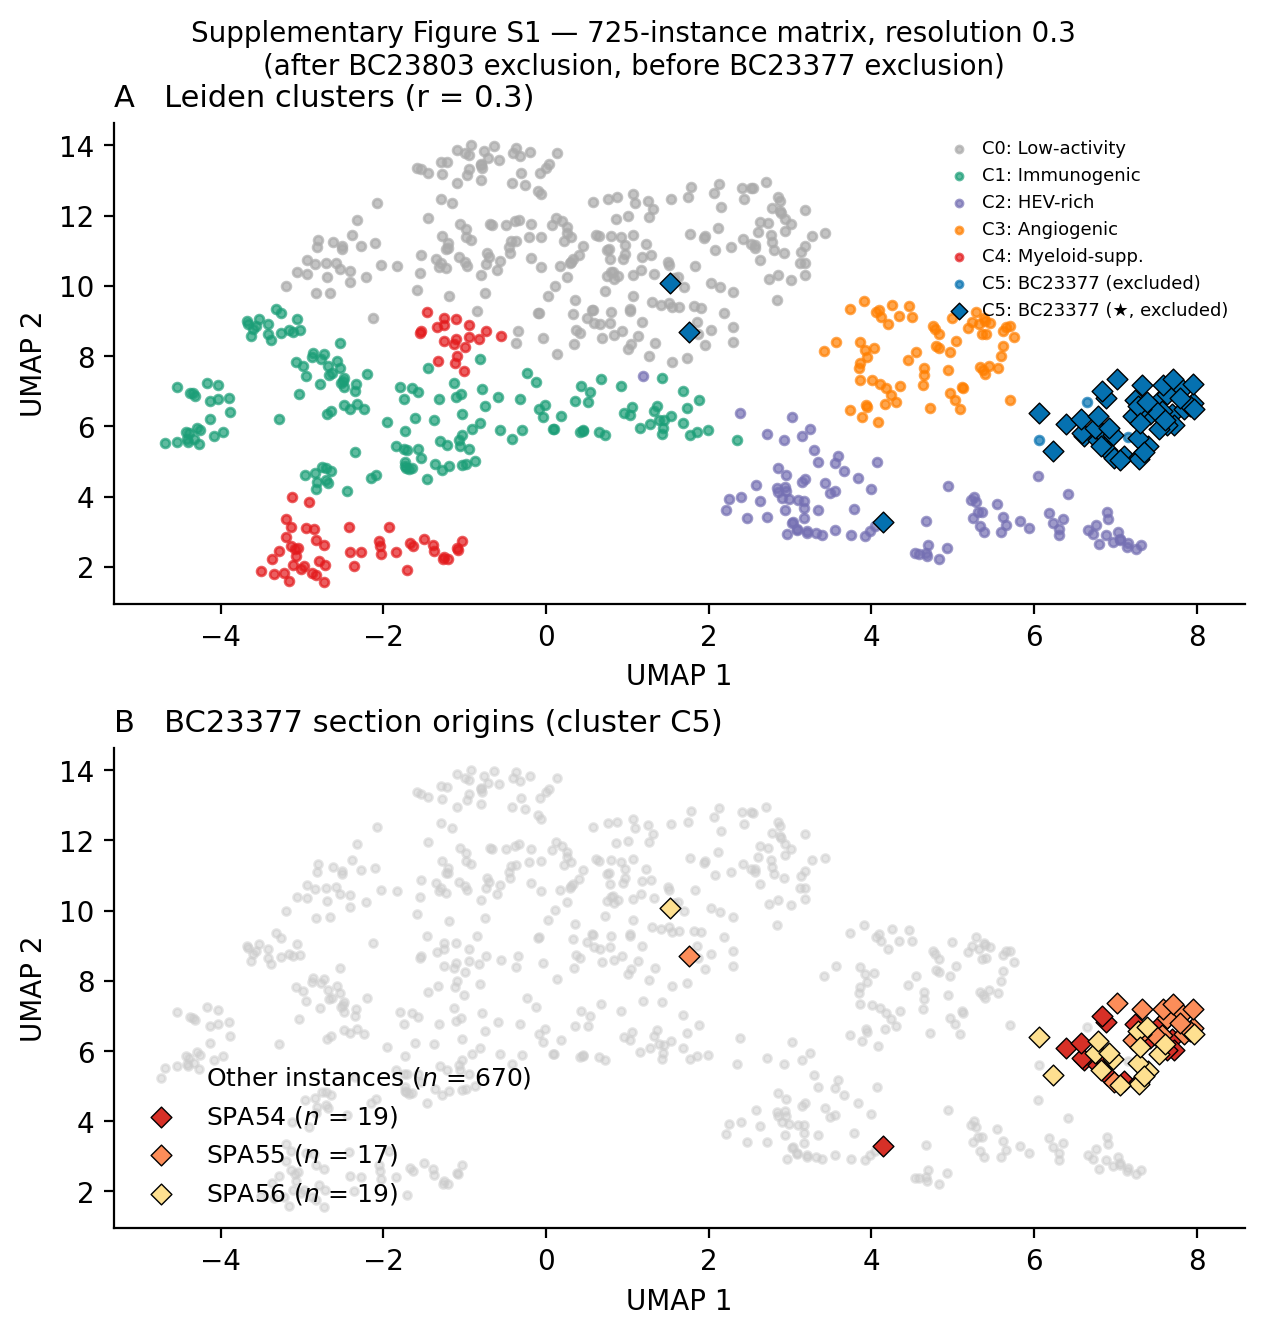 Supplementary Figure S1 — 725-instance matrix, resolution 0.3
(after BC23803 exclusion, before BC23377 exclusion)
A Leiden clusters (r = 0.3)
C0: Low-activity
C1: Immunogenic
C2: HEV-rich
C3: Angiogenic
C4: Myeloid-supp.
C5: BC23377 (excluded)
C5: BC23377 (★, excluded)
UMAP 2
14
12
10
8
6
4
2
−4 −2 0 2 4 6 8
UMAP 1
B BC23377 section origins (cluster C5)
UMAP 2
14
12
10
8
6
4
2
Other instances (n = 670)
SPA54 (n = 19)
SPA55 (n = 17)
SPA56 (n = 19)
−4 −2 0 2 4 6 8
UMAP 1